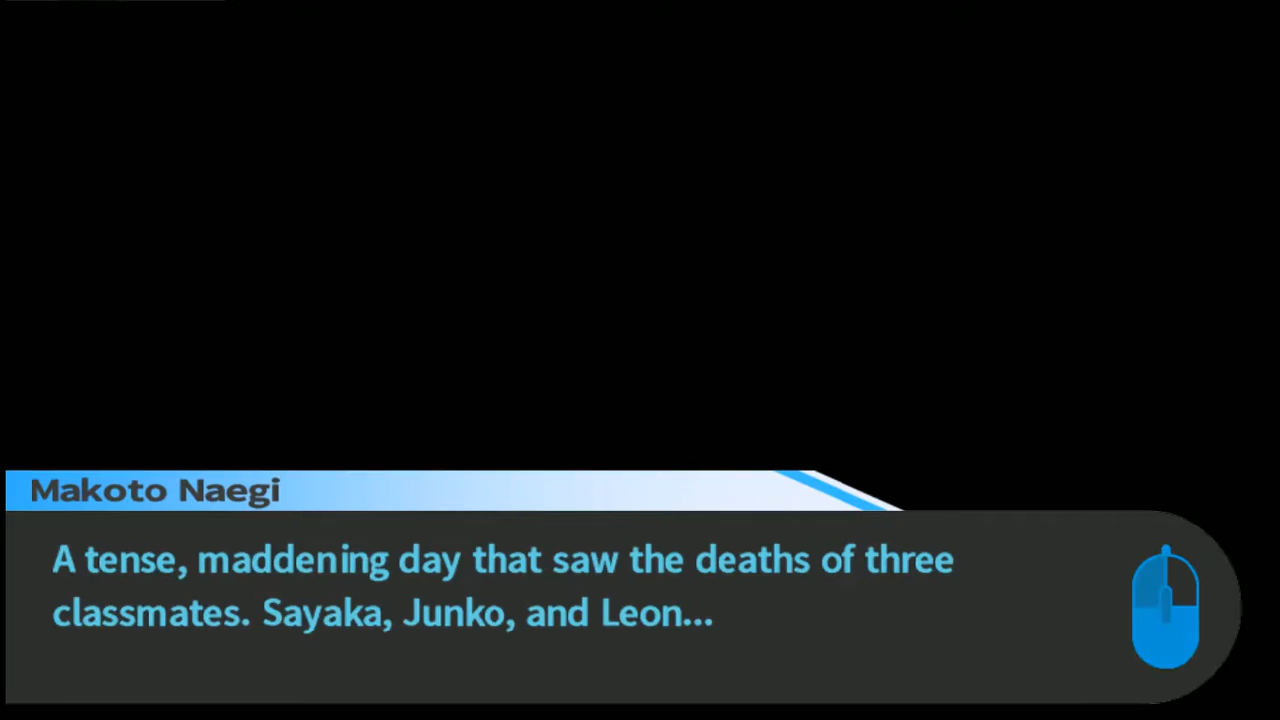 Makoto Naegi
A tense, maddening day that saw the deaths of three
classmates. Sayaka, Junko, and Leon...